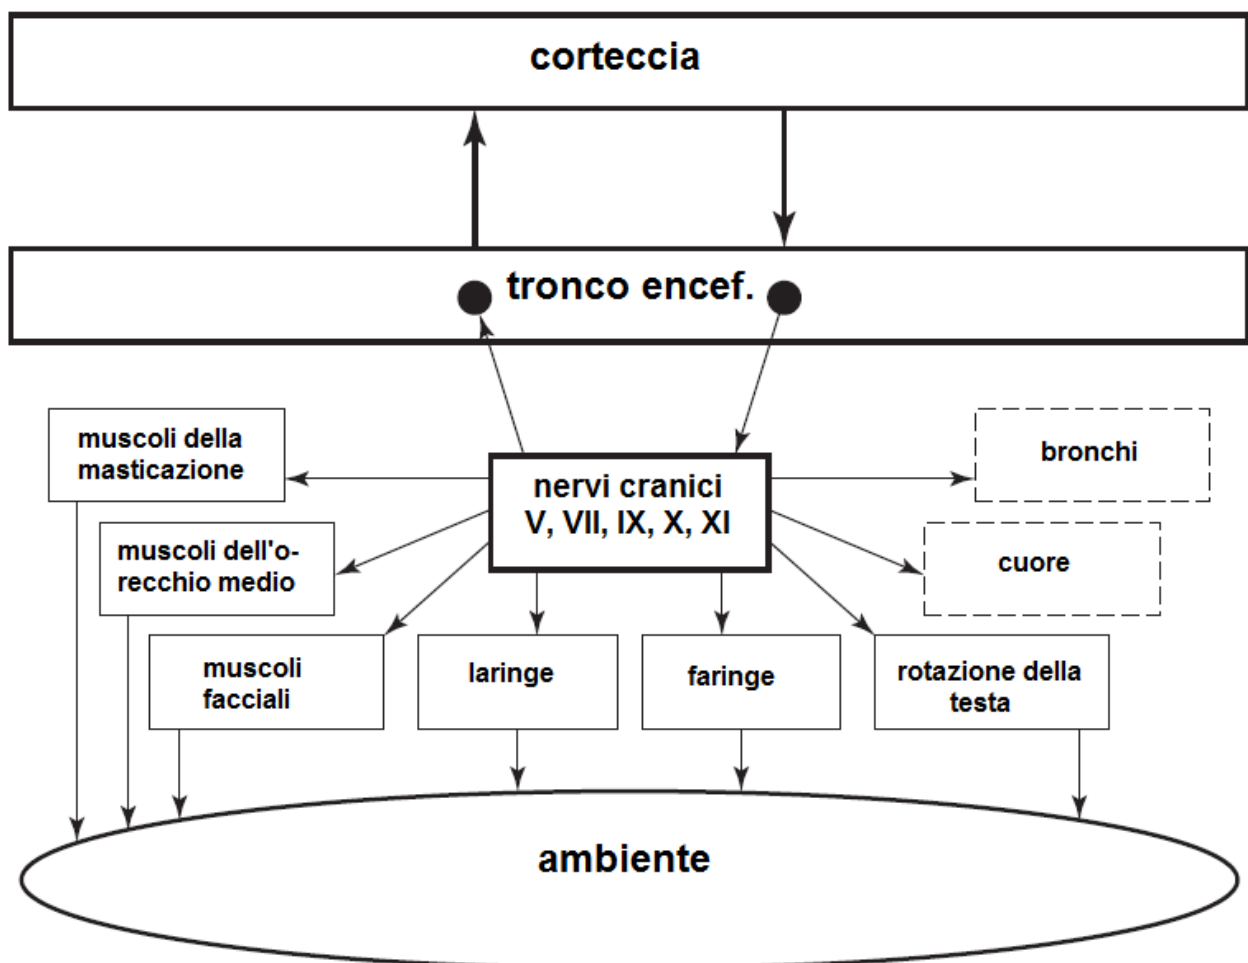 corteccia
tronco encef.
muscoli della
masticazione
nervi cranici
V, VII, IX, X, XI
bronchi
muscoli dell'o-
recchio medio
cuore
muscoli
facciali
laringe
faringe
rotazione della
testa
ambiente